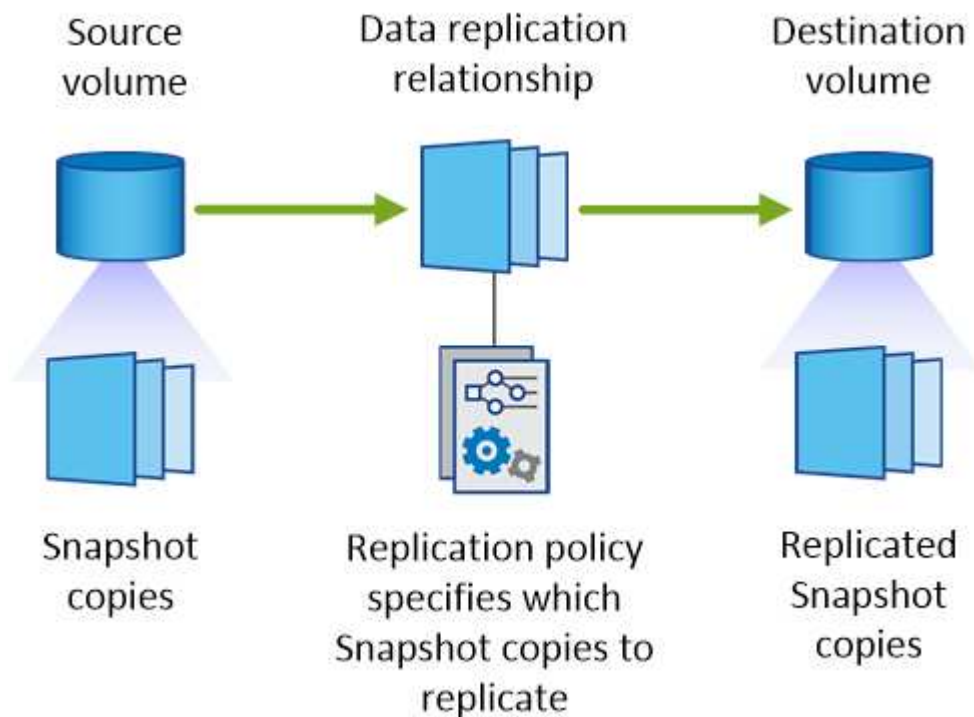 Source
volume
Data replication
relationship
Destination
volume
Snapshot
copies
Replication policy
specifies which
Snapshot copies to
replicate
Replicated
Snapshot
copies